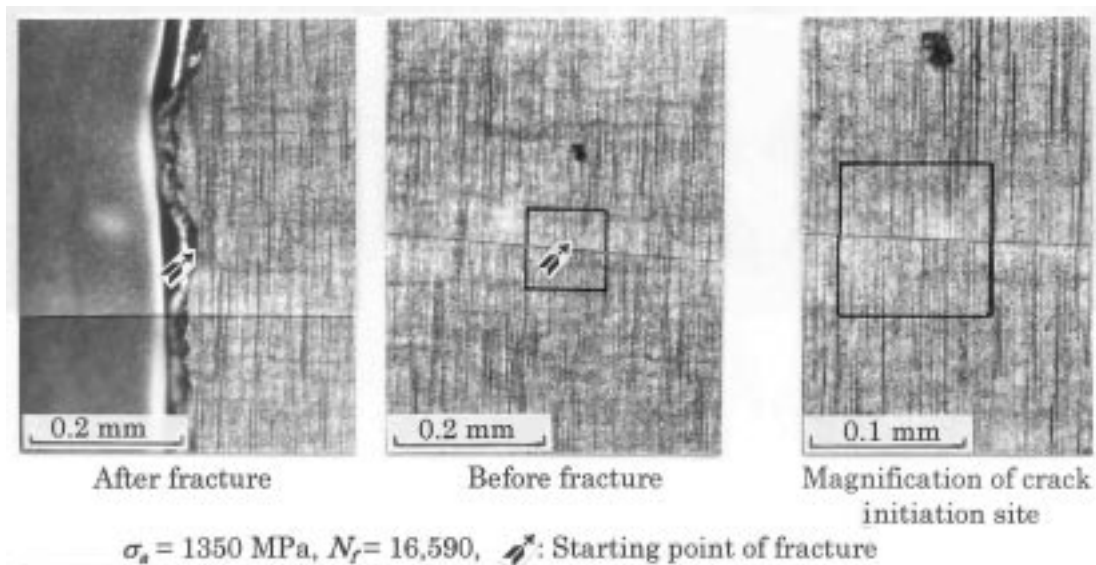 0.2 mm
0.2 mm
0.1 mm
After fracture
Before fracture
Magnification of crack
initiation site
σₐ = 1350 MPa, N_f = 16,590, : Starting point of fracture